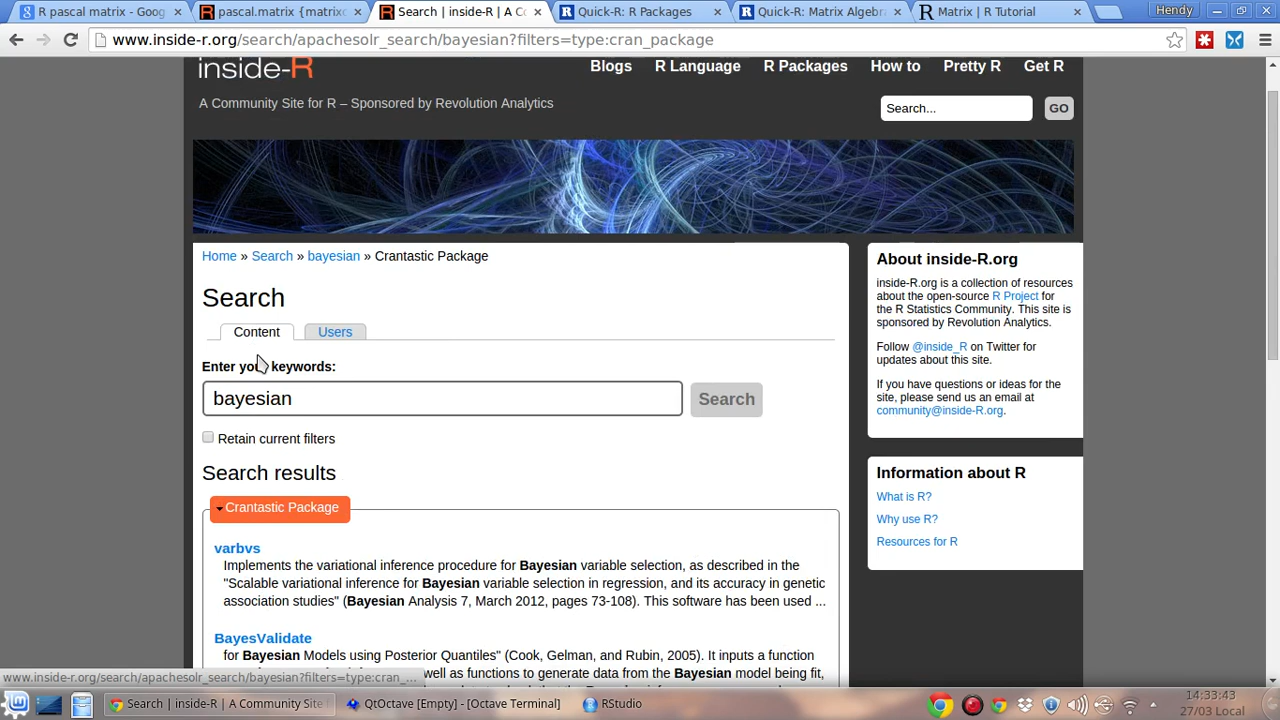 R pascal matrix - Goog
pascal.matrix {matrixc
Search | inside-R | A C
Quick-R: R Packages
Quick-R: Matrix Algebr
Matrix | R Tutorial
Hendy
www.inside-r.org/search/apachesolr_search/bayesian?filters=type:cran_package
inside-R
Blogs R Language R Packages How to Pretty R Get R
A Community Site for R – Sponsored by Revolution Analytics
Search... GO
Home » Search » bayesian » Crantastic Package
Search
Content Users
Enter your keywords:
bayesian Search
Retain current filters
Search results
Crantastic Package
varbvs
Implements the variational inference procedure for Bayesian variable selection, as described in the
"Scalable variational inference for Bayesian variable selection in regression, and its accuracy in genetic
association studies" (Bayesian Analysis 7, March 2012, pages 73-108). This software has been used ...
BayesValidate
for Bayesian Models using Posterior Quantiles" (Cook, Gelman, and Rubin, 2005). It inputs a function
well as functions to generate data from the Bayesian model being fit,
About inside-R.org
inside-R.org is a collection of resources
about the open-source R Project for
the R Statistics Community. This site is
sponsored by Revolution Analytics.
Follow @inside_R on Twitter for
updates about this site.
If you have questions or ideas for the
site, please send us an email at
community@inside-R.org.
Information about R
What is R?
Why use R?
Resources for R
www.inside-r.org/search/apachesolr_search/bayesian?filters=type:cran_...
Search | inside-R | A Community Site
QtOctave [Empty] - [Octave Terminal]
RStudio
14:33:43
27/03 Local